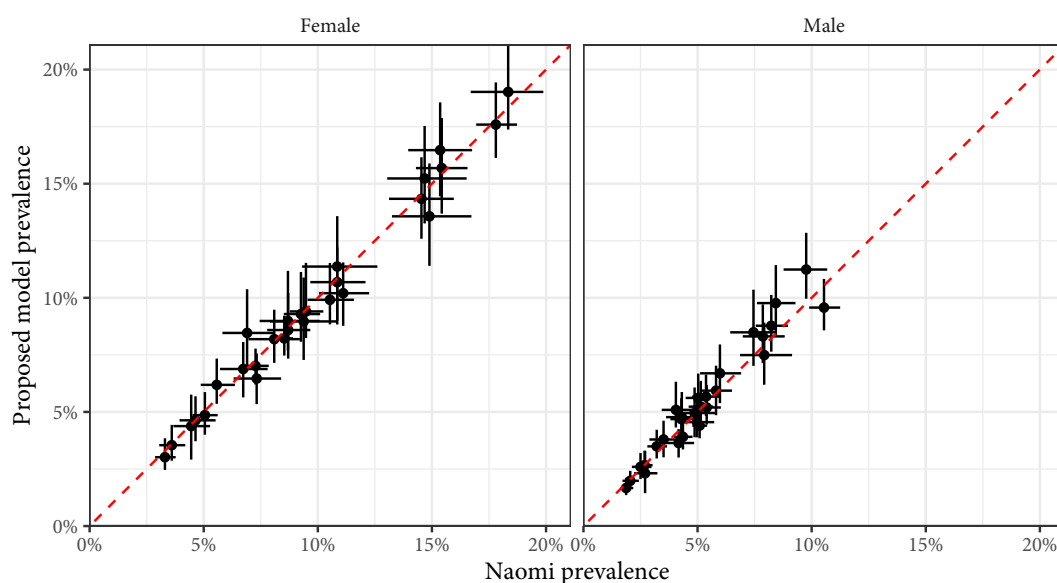 Female Male
Proposed model prevalence
20%
15%
10%
5%
0%
0% 5% 10% 15% 20% 0% 5% 10% 15% 20%
Naomi prevalence